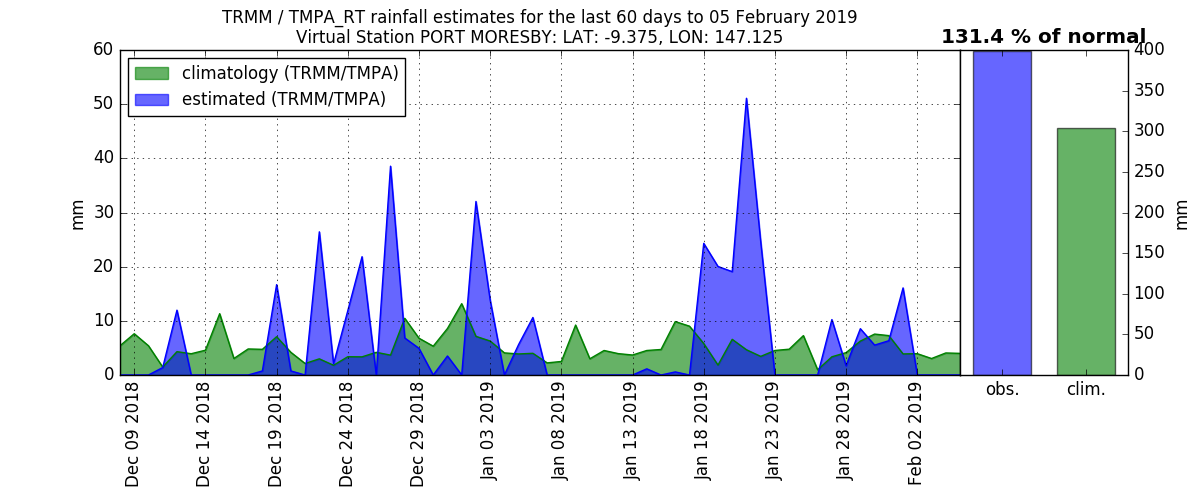 TRMM / TMPA_RT rainfall estimates for the last 60 days to 05 February 2019
Virtual Station PORT MORESBY: LAT: -9.375, LON: 147.125
131.4 % of normal
climatology (TRMM/TMPA)
estimated (TRMM/TMPA)
60
50
40
30
20
10
0
mm
Dec 09 2018
Dec 14 2018
Dec 19 2018
Dec 24 2018
Dec 29 2018
Jan 03 2019
Jan 08 2019
Jan 13 2019
Jan 18 2019
Jan 23 2019
Jan 28 2019
Feb 02 2019
obs.
clim.
400
350
300
250
200
150
100
50
0
mm